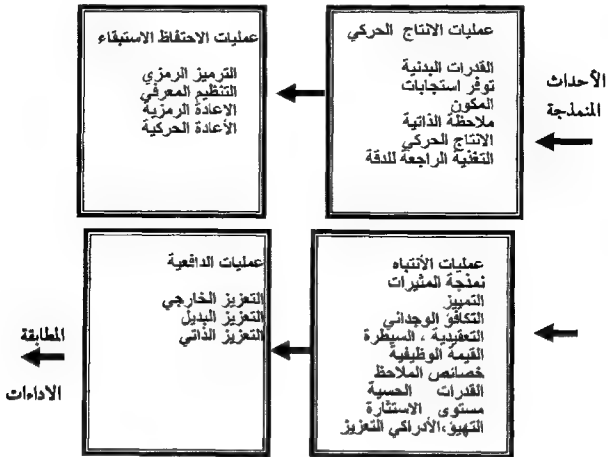 الأحداث
المنمذجة
عمليات الانتاج الحركي
القدرات البدنية
توفر استجابات
المكون
ملاحظة الذاتية
الانتاج الحركي
التغذية الراجعة للدقة
عمليات الاحتفاظ الاستبقاء
الترميز الرمزي
التنظيم المعرفي
الاعادة الرمزية
الأعادة الحركية
عمليات الأنتباه
نمنجة المثيرات
التمييز
التكافؤ الوجداني
التعقيدية ، السيطرة
القيمة الوظيفية
خصائص الملاحظ
القدرات الحسية
مستوى الاستثارة
التهيؤ،الأدراكي التعزيز
عمليات الدافعية
التعزيز الخارجي
التعزيز البديل
التعزيز الذاتي
المطابقة
الاداءات